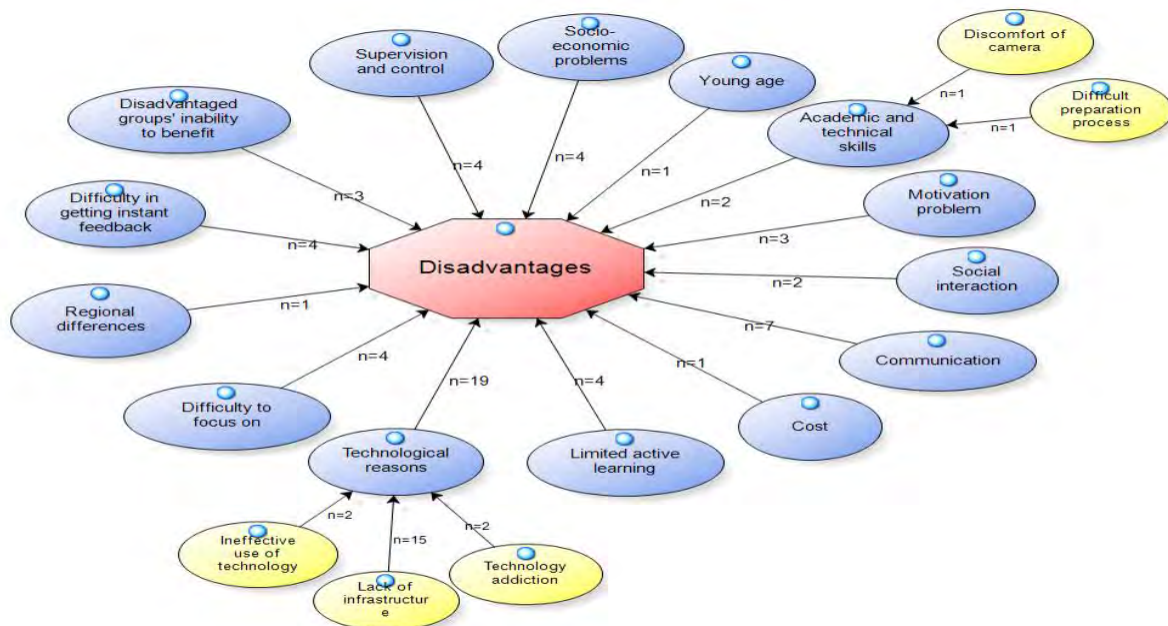 Socio-
economic
problems
Supervision
and control
Discomfort of
camera
Young age
n=1
Difficult
preparation
process
n=1
Academic and
technical
skills
Disadvantaged
groups' inability
to benefit
n=4
n=4
n=1
n=2
n=3
Motivation
problem
n=3
Difficulty in
getting instant
feedback
n=4
Disadvantages
Social
interaction
n=2
Regional
differences
n=1
n=7
Communication
n=4
n=19
n=4
n=1
Difficulty to
focus on
Cost
Technological
reasons
Limited active
learning
n=2
n=15
n=2
Ineffective
use of
technology
Lack of
infrastructur
e
Technology
addiction